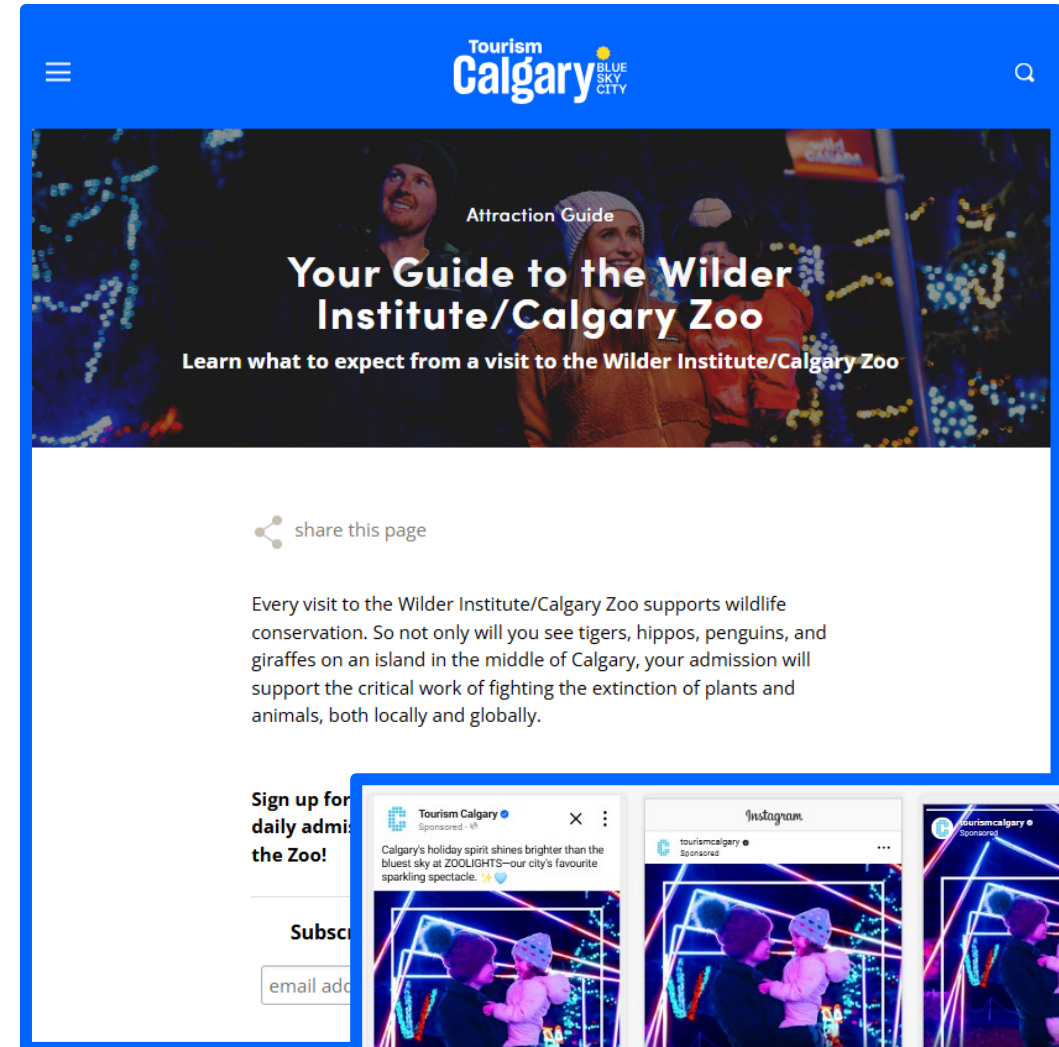 Tourism
Calgary
BLUE
SKY
CITY
wild
CANADA
Attraction Guide
Your Guide to the Wilder
Institute/Calgary Zoo
Learn what to expect from a visit to the Wilder Institute/Calgary Zoo
share this page
Every visit to the Wilder Institute/Calgary Zoo supports wildlife
conservation. So not only will you see tigers, hippos, penguins, and
giraffes on an island in the middle of Calgary, your admission will
support the critical work of fighting the extinction of plants and
animals, both locally and globally.
Sign up for
daily
the Zoo!
email
Tourism Calgary
Sponsored
Calgary's holiday spirit shines brighter than the
bluest sky at ZOOLIGHTS—our city's favourite
sparkling spectacle. ✨🩵
Instagram
tourismcalgary
Sponsored
tourismcalgary
Sponsored